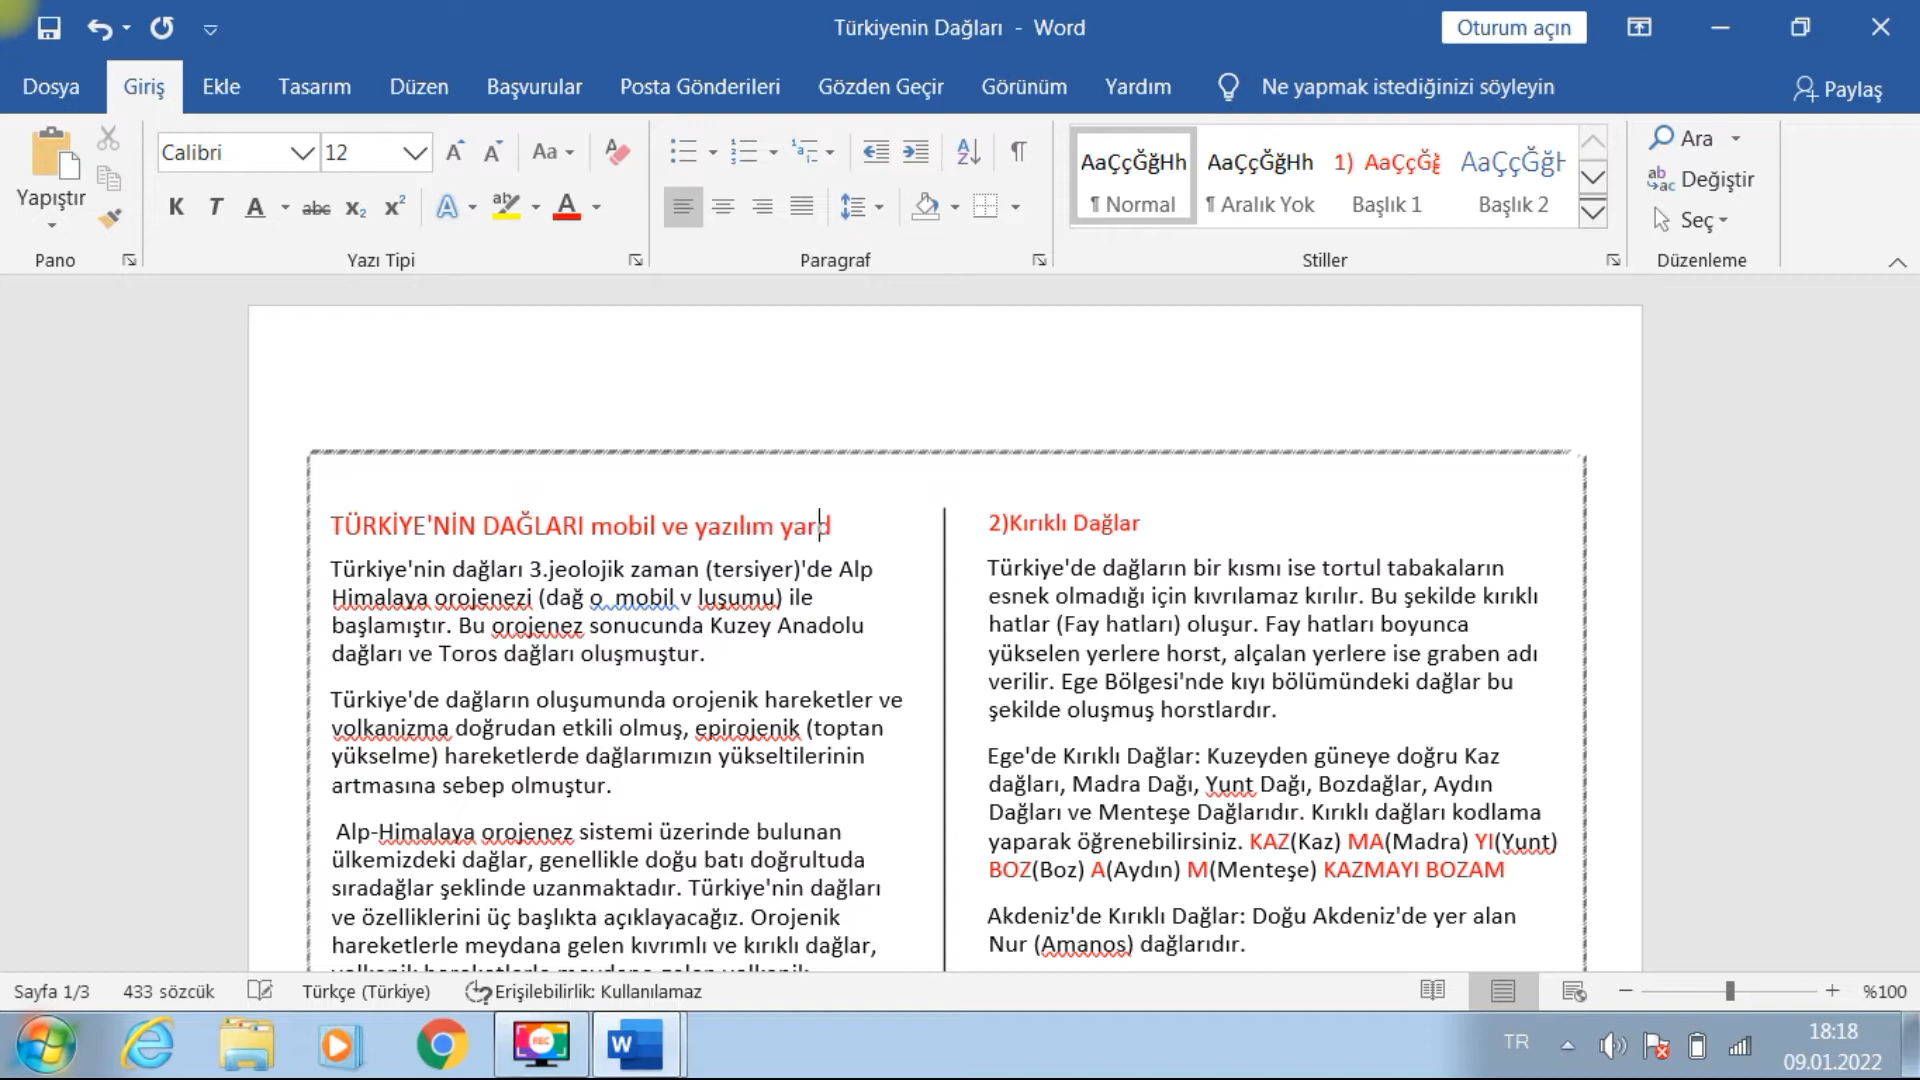 Türkiyenin Dağları - Word
Oturum açın
Dosya
Giriş
Ekle
Tasarım
Düzen
Başvurular
Posta Gönderileri
Gözden Geçir
Görünüm
Yardım
Ne yapmak istediğinizi söyleyin
Paylaş
Yapıştır
Pano
Calibri
12
Aa
K T A abc x₂ x²
Yazı Tipi
Paragraf
AaÇçĞğHh
¶ Normal
AaÇçĞğHh
¶ Aralık Yok
1) AaÇçĞğ
Başlık 1
AaÇçĞğH
Başlık 2
Stiller
Ara
Değiştir
Seç
Düzenleme
TÜRKİYE'NİN DAĞLARI mobil ve yazılım yard
Türkiye'nin dağları 3.jeolojik zaman (tersiyer)'de Alp
Himalaya orojenezi (dağ o mobil v luşumu) ile
başlamıştır. Bu orojenez sonucunda Kuzey Anadolu
dağları ve Toros dağları oluşmuştur.
Türkiye'de dağların oluşumunda orojenik hareketler ve
volkanizma doğrudan etkili olmuş, epirojenik (toptan
yükselme) hareketlerde dağlarımızın yükseltilerinin
artmasına sebep olmuştur.
Alp-Himalaya orojenez sistemi üzerinde bulunan
ülkemizdeki dağlar, genellikle doğu batı doğrultuda
sıradağlar şeklinde uzanmaktadır. Türkiye'nin dağları
ve özelliklerini üç başlıkta açıklayacağız. Orojenik
hareketlerle meydana gelen kıvrımlı ve kırıklı dağlar,
2)Kırıklı Dağlar
Türkiye'de dağların bir kısmı ise tortul tabakaların
esnek olmadığı için kıvrılamaz kırılır. Bu şekilde kırıklı
hatlar (Fay hatları) oluşur. Fay hatları boyunca
yükselen yerlere horst, alçalan yerlere ise graben adı
verilir. Ege Bölgesi'nde kıyı bölümündeki dağlar bu
şekilde oluşmuş horstlardır.
Ege'de Kırıklı Dağlar: Kuzeyden güneye doğru Kaz
dağları, Madra Dağı, Yunt Dağı, Bozdağlar, Aydın
Dağları ve Menteşe Dağlarıdır. Kırıklı dağları kodlama
yaparak öğrenebilirsiniz. KAZ(Kaz) MA(Madra) YI(Yunt)
BOZ(Boz) A(Aydın) M(Menteşe) KAZMAYI BOZAM
Akdeniz'de Kırıklı Dağlar: Doğu Akdeniz'de yer alan
Nur (Amanos) dağlarıdır.
Sayfa 1/3
433 sözcük
Türkçe (Türkiye)
Erişilebilirlik: Kullanılamaz
%100
REC
W
TR
18:18
09.01.2022